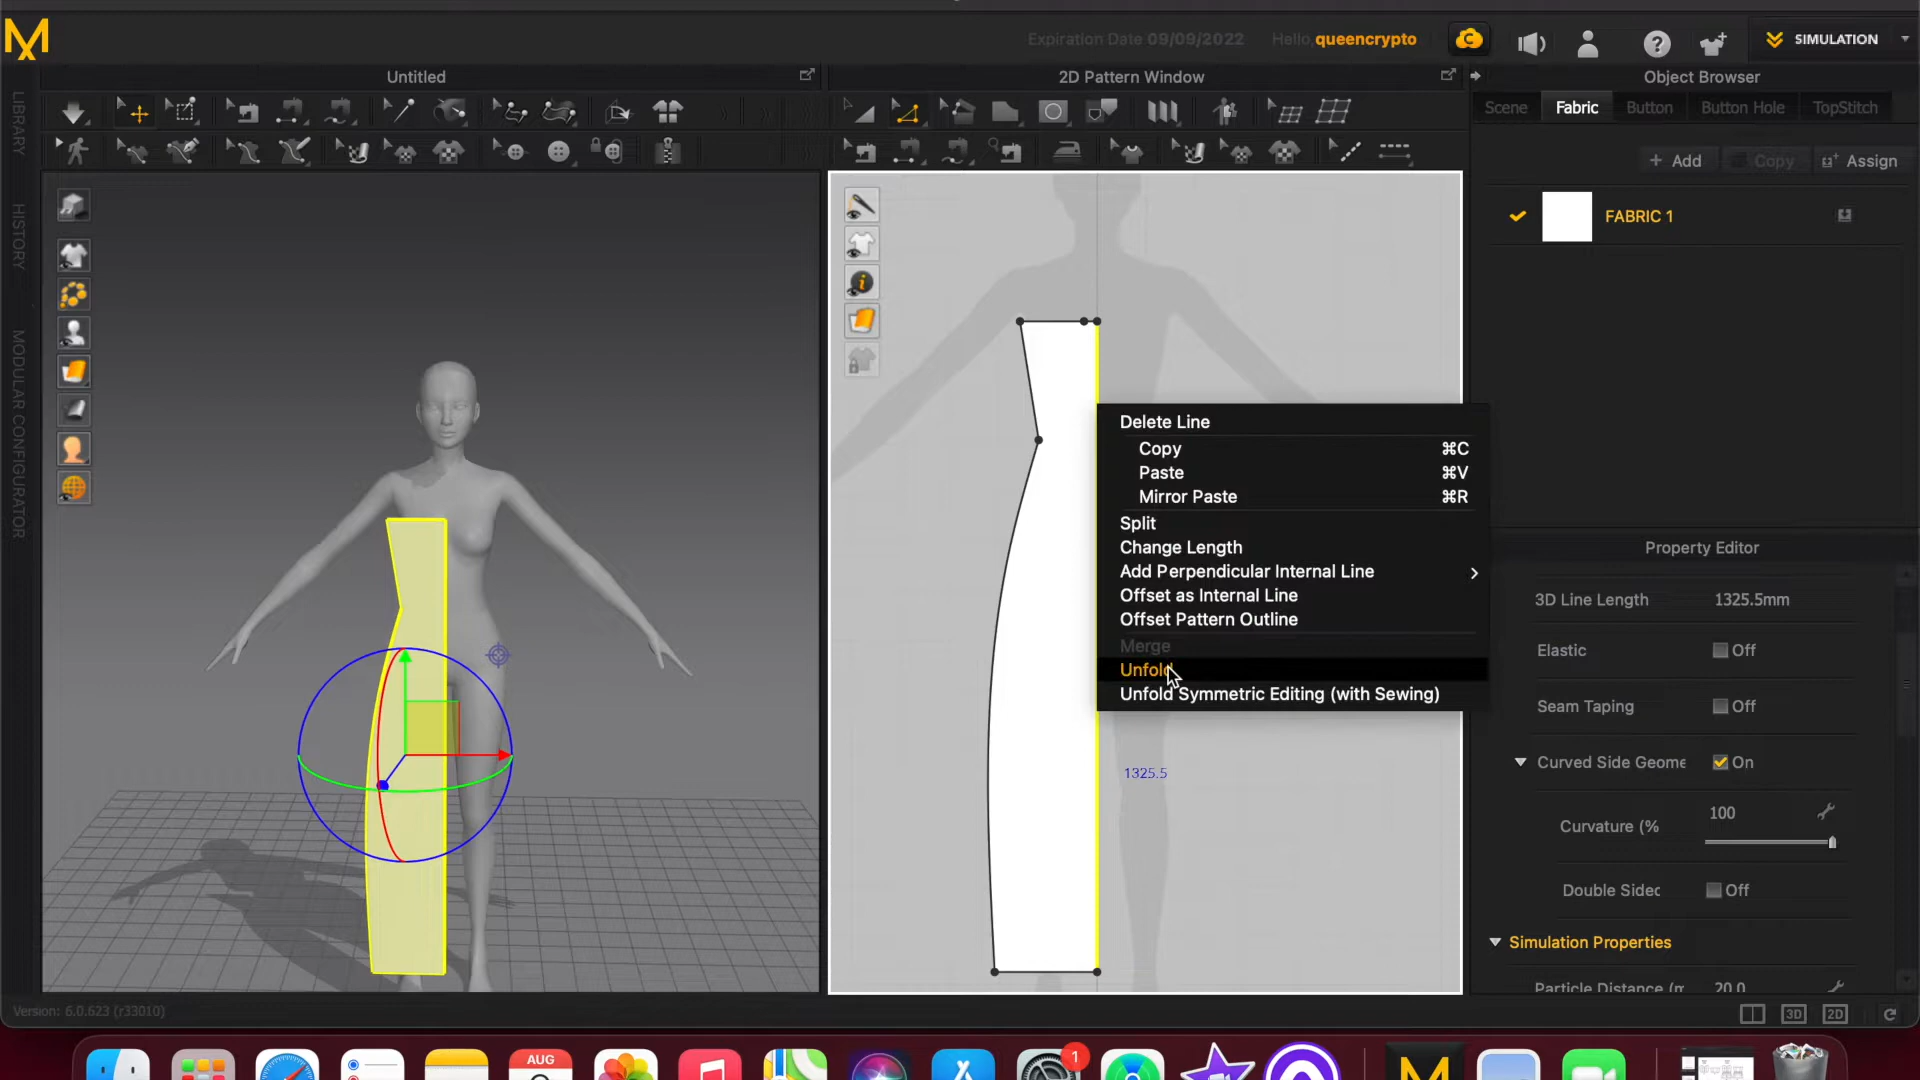 Expiration Date 09/09/2022
Hello, queencrypto
SIMULATION
Untitled
2D Pattern Window
Object Browser
Scene
Fabric
Button
Button Hole
TopStitch
+ Add
Copy
Assign
FABRIC 1
LIBRARY
HISTORY
MODULAR CONFIGURATOR
Delete Line
Copy ⌘C
Paste ⌘V
Mirror Paste ⌘R
Split
Change Length
Add Perpendicular Internal Line
Offset as Internal Line
Offset Pattern Outline
Merge
Unfold
Unfold Symmetric Editing (with Sewing)
1325.5
Property Editor
3D Line Length 1325.5mm
Elastic Off
Seam Taping Off
Curved Side Geome On
Curvature (% 100
Double Sided Off
Simulation Properties
Particle Distance (m 20.0
Version: 6.0.623 (r33010)
3D
2D
AUG
1